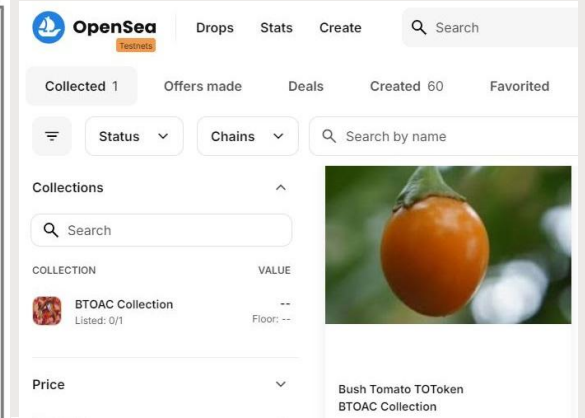 OpenSea Drops Stats Create Search
Testnets
Collected 1 Offers made Deals Created 60 Favorited
Status Chains Search by name
Collections
Search
COLLECTION VALUE
BTOAC Collection --
Listed: 0/1 Floor: --
Price
Bush Tomato TOToken
BTOAC Collection